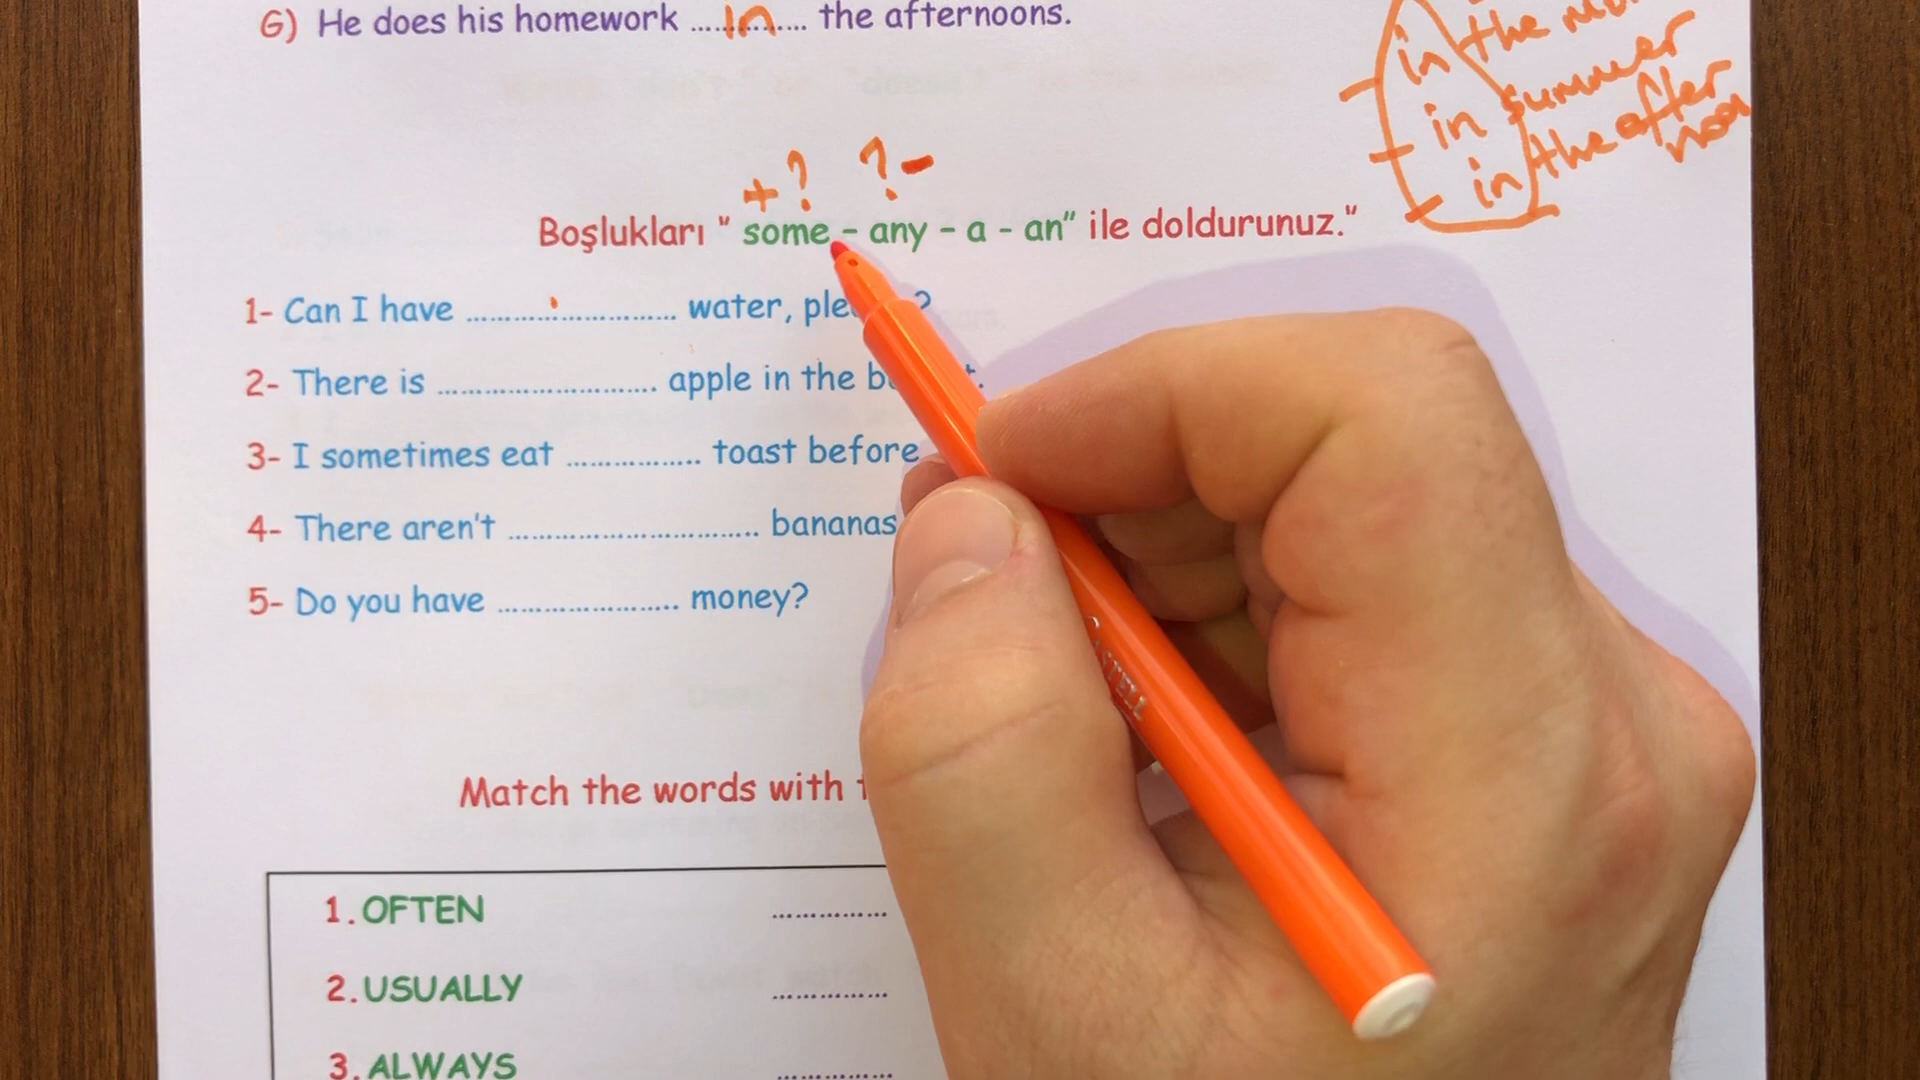 G) He does his homework ....in.... the afternoons.
in the
in summer
in the after
noon
+ ? ? -
Boşlukları " some - any - a - an" ile doldurunuz."
1- Can I have .......................... water, ?
2- There is .......................... apple in the
3- I sometimes eat ................ toast before
4- There aren't .............................. bananas
5- Do you have ...................... money?
Match the words with
1. OFTEN ...............
2. USUALLY ...............
3. ALWAYS ...............